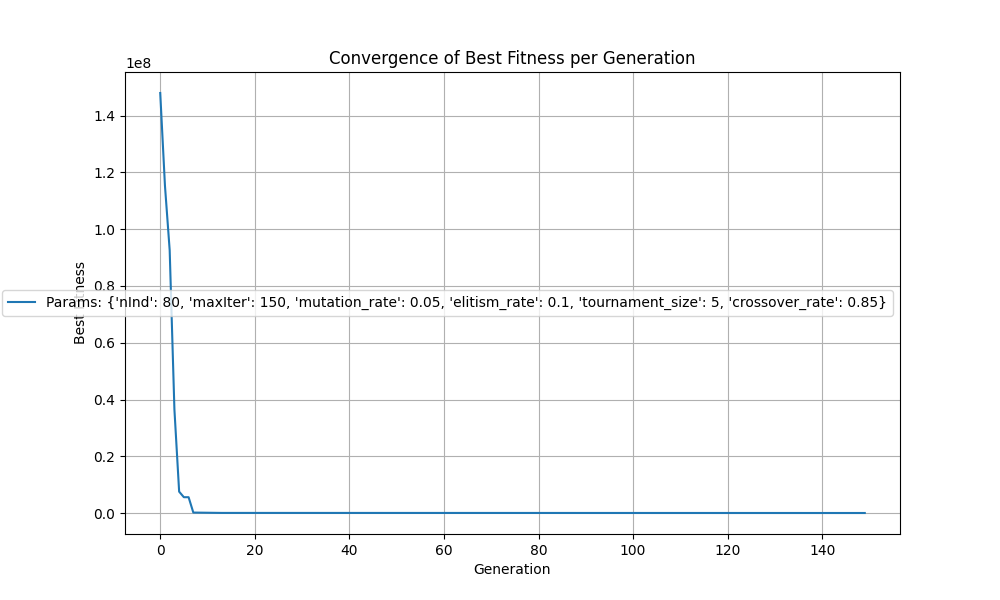 Convergence of Best Fitness per Generation
1e8
1.4
1.2
1.0
0.8
0.6
0.4
0.2
0.0
Best
Params: {'nInd': 80, 'maxIter': 150, 'mutation_rate': 0.05, 'elitism_rate': 0.1, 'tournament_size': 5, 'crossover_rate': 0.85}
0 20 40 60 80 100 120 140
Generation